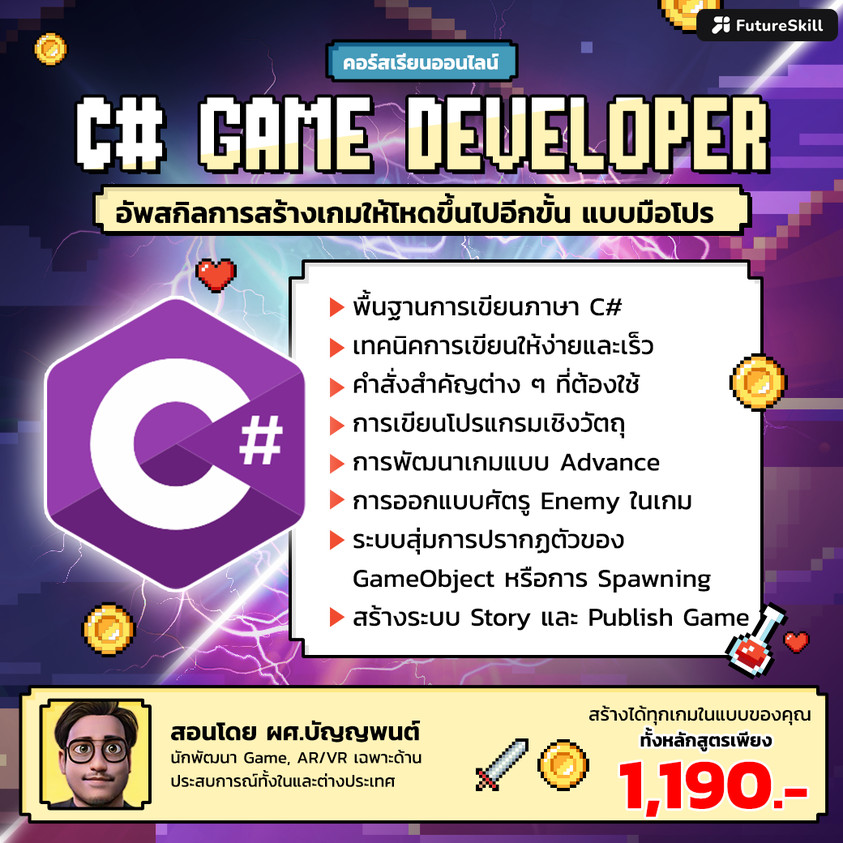 FutureSkill
คอร์สเรียนออนไลน์
C# GAME DEVELOPER
อัพสกิลการสร้างเกมให้โหดขึ้นไปอีกขั้น แบบมือโปร
พื้นฐานการเขียนภาษา C#
เทคนิคการเขียนให้ง่ายและเร็ว
คำสั่งสำคัญต่าง ๆ ที่ต้องใช้
การเขียนโปรแกรมเชิงวัตถุ
การพัฒนาเกมแบบ Advance
การออกแบบศัตรู Enemy ในเกม
ระบบสุ่มการปรากฏตัวของ
GameObject หรือการ Spawning
สร้างระบบ Story และ Publish Game
C#
สอนโดย ผศ.บัญญพนต์
นักพัฒนา Game, AR/VR เฉพาะด้าน
ประสบการณ์ทั้งในและต่างประเทศ
สร้างได้ทุกเกมในแบบของคุณ
ทั้งหลักสูตรเพียง
1,190.-